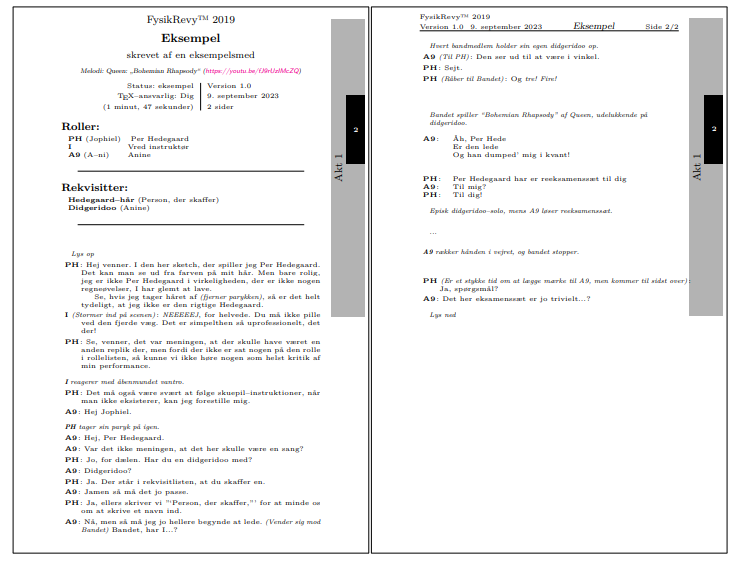 FysikRevy™ 2019
Eksempel
skrevet af en eksempelsmed
Melodi: Queen: „Bohemian Rhapsody“ (https://youtu.be/fJ9rUzIMcZQ)
Status: eksempel Version 1.0
TEX–ansvarlig: Dig 9. september 2023
(1 minut, 47 sekunder) 2 sider
Roller:
PH (Jophiel) Per Hedegaard
I Vred instruktør
A9 (A–ni) Anine
Rekvisitter:
Hedegaard–hår (Person, der skaffer)
Didgeridoo (Anine)
Lys op
PH: Hej venner. I den her sketch, der spiller jeg Per Hedegaard.
Det kan man se ud fra farven på mit hår. Men bare rolig,
jeg er ikke Per Hedegaard i virkeligheden, der er ikke nogen
regneøvelser, I har glemt at lave.
Se, hvis jeg tager håret af (fjerner parykken), så er det helt
tydeligt, at jeg ikke er den rigtige Hedegaard.
I (Stormer ind på scenen): NEEEEEJ, for helvede. Du må ikke pille
ved den fjerde væg. Det er simpelthen så uprofessionelt, det
der!
PH: Se, venner, det var meningen, at der skulle have været en
anden replik der, men fordi der ikke er sat nogen på den rolle
i rollelisten, så kunne vi ikke høre nogen som helst kritik af
min performance.
I reagerer med åbenmundet vantro.
PH: Det må også være svært at følge skuepil–instruktioner, når
man ikke eksisterer, kan jeg forestille mig.
A9: Hej Jophiel.
PH tager sin paryk på igen.
A9: Hej, Per Hedegaard.
A9: Var det ikke meningen, at det her skulle være en sang?
PH: Jo, for dælen. Har du en didgeridoo med?
A9: Didgeridoo?
PH: Ja. Der står i rekvisitlisten, at du skaffer en.
A9: Jamen så må det jo passe.
PH: Ja, ellers skriver vi "‘Person, der skaffer,"' for at minde os
om at skrive et navn ind.
A9: Nå, men så må jeg jo hellere begynde at lede. (Vender sig mod
Bandet) Bandet, har I...?
2
Akt 1
FysikRevy™ 2019
Version 1.0 9. september 2023 Eksempel Side 2/2
Hvert bandmedlem holder sin egen didgeridoo op.
A9 (Til PH): Den ser ud til at være i vinkel.
PH: Sejt.
PH (Råber til Bandet): Og tre! Fire!
Bandet spiller “Bohemian Rhapsody” af Queen, udelukkende på
didgeridoo.
A9: Åh, Per Hede
Er den lede
Og han dumped’ mig i kvant!
PH: Per Hedegaard har er reeksamenssæt til dig
A9: Til mig?
PH: Til dig!
Episk didgeridoo–solo, mens A9 løser reeksamenssæt.
...
A9 rækker hånden i vejret, og bandet stopper.
PH (Er et stykke tid om at lægge mærke til A9, men kommer til sidst over):
Ja, spørgsmål?
A9: Det her eksamenssæt er jo trivielt...?
Lys ned
2
Akt 1